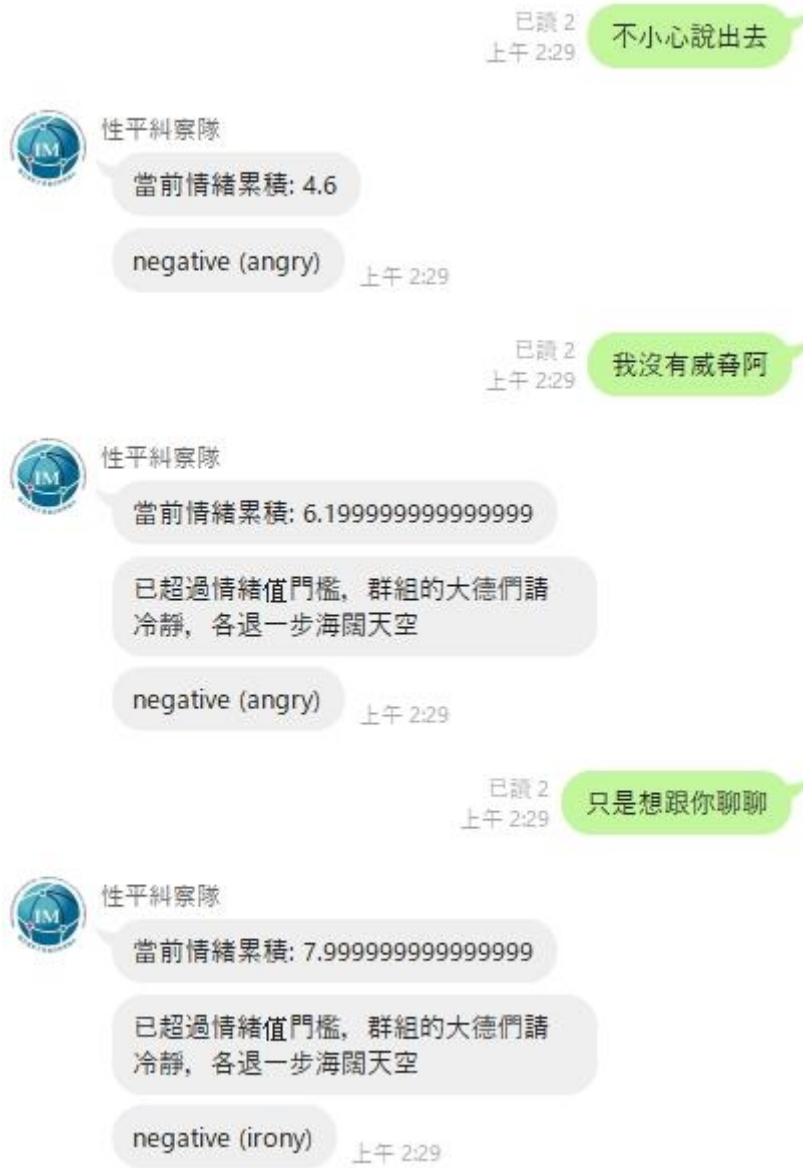 已讀 2
上午 2:29
不小心說出去
IM
性平糾察隊
當前情緒累積: 4.6
negative (angry)
上午 2:29
已讀 2
上午 2:29
我沒有威脅阿
IM
性平糾察隊
當前情緒累積: 6.199999999999999
已超過情緒值門檻，群組的大德們請
冷靜，各退一步海闊天空
negative (angry)
上午 2:29
已讀 2
上午 2:29
只是想跟你聊聊
IM
性平糾察隊
當前情緒累積: 7.999999999999999
已超過情緒值門檻，群組的大德們請
冷靜，各退一步海闊天空
negative (irony)
上午 2:29